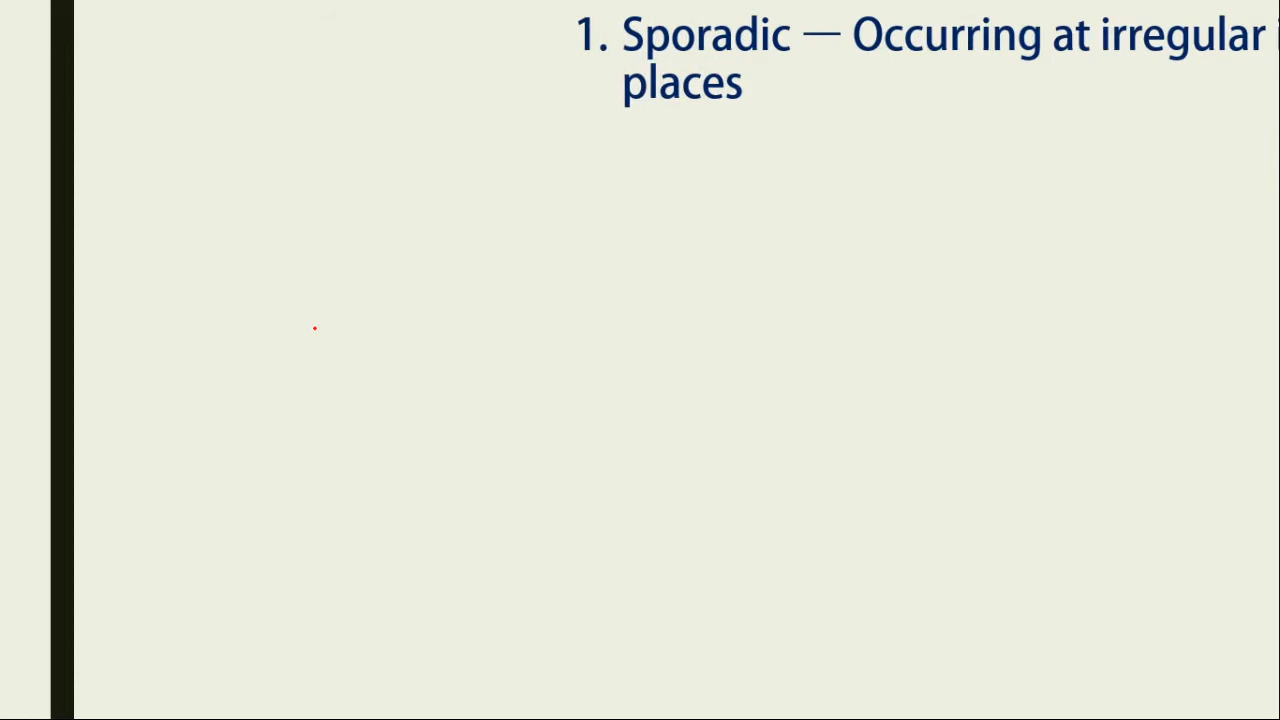 1. Sporadic — Occurring at irregular
places